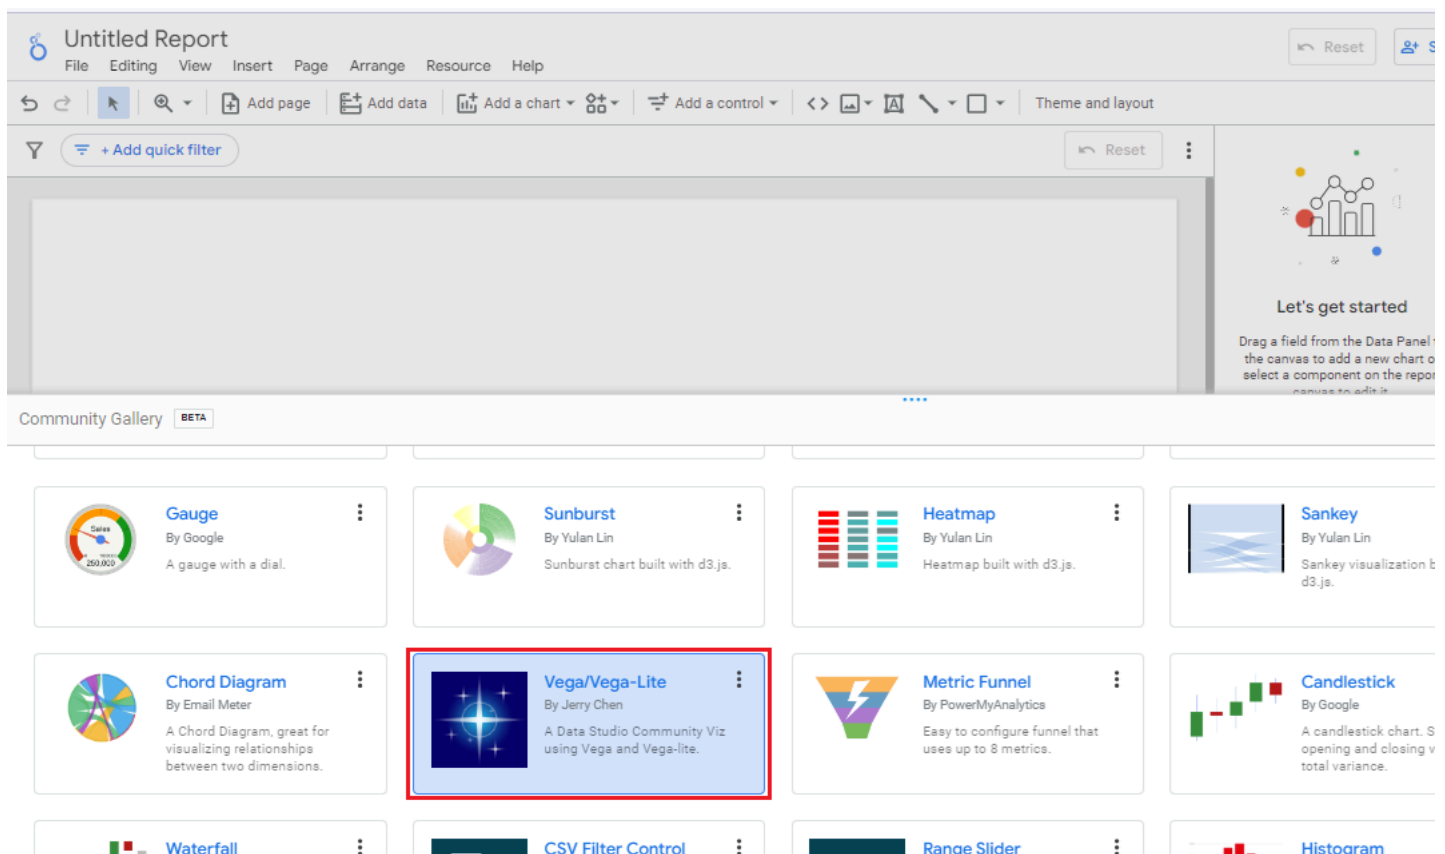 Untitled Report
File Editing View Insert Page Arrange Resource Help
Reset
Add page Add data Add a chart Add a control Theme and layout
+ Add quick filter
Reset
Let's get started
Drag a field from the Data Panel
the canvas to add a new chart o
select a component on the repor
canvas to edit it
Community Gallery BETA
Gauge
By Google
A gauge with a dial.
Sales
250,000
Sunburst
By Yulan Lin
Sunburst chart built with d3.js.
Heatmap
By Yulan Lin
Heatmap built with d3.js.
Sankey
By Yulan Lin
Sankey visualization b
d3.js.
Chord Diagram
By Email Meter
A Chord Diagram, great for
visualizing relationships
between two dimensions.
Vega/Vega-Lite
By Jerry Chen
A Data Studio Community Viz
using Vega and Vega-lite.
Metric Funnel
By PowerMyAnalytics
Easy to configure funnel that
uses up to 8 metrics.
Candlestick
By Google
A candlestick chart. S
opening and closing v
total variance.
Waterfall
CSV Filter Control
Range Slider
Histogram